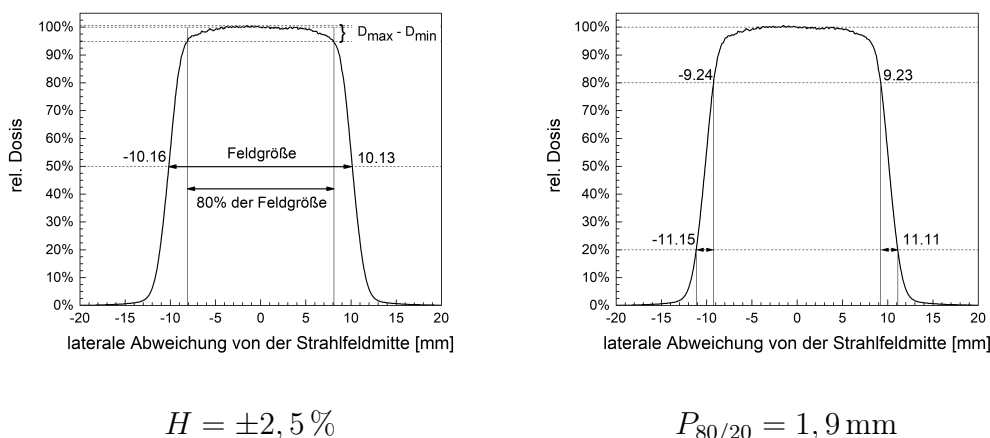 100%
90%
80%
70%
60%
50%
40%
30%
20%
10%
0%
rel. Dosis
} D_max - D_min
-10.16
Feldgröße
10.13
80% der Feldgröße
-20 -15 -10 -5 0 5 10 15 20
laterale Abweichung von der Strahlfeldmitte [mm]
H = ±2, 5 %
100%
90%
80%
70%
60%
50%
40%
30%
20%
10%
0%
rel. Dosis
-9.24
9.23
-11.15
11.11
-20 -15 -10 -5 0 5 10 15 20
laterale Abweichung von der Strahlfeldmitte [mm]
P_80/20 = 1, 9 mm